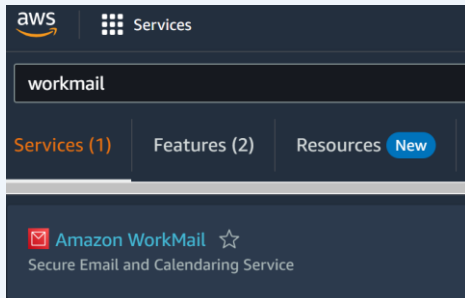 aws Services
workmail
Services (1) Features (2) Resources New
Amazon WorkMail
Secure Email and Calendaring Service